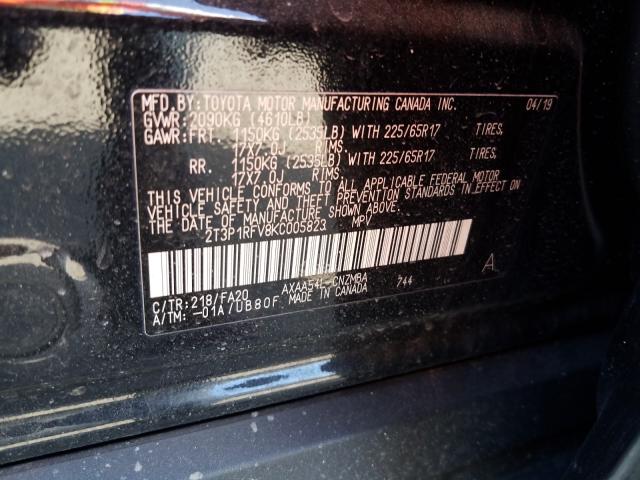 MFD.BY:TOYOTA MOTOR MANUFACTURING CANADA INC. 04/19
GVWR:2090KG (4610LB)
GAWR:FRT 1150KG (2535LB) WITH 225/65R17 TIRES,
17X7.0J RIMS
RR. 1150KG (2535LB) WITH 225/65R17 TIRES,
17X7.0J RIMS
THIS VEHICLE CONFORMS TO ALL APPLICABLE FEDERAL MOTOR
VEHICLE SAFETY AND THEFT PREVENTION STANDARDS IN EFFECT ON
THE DATE OF MANUFACTURE SHOWN ABOVE.
2T3P1RFV8KC005823 MPV
C/TR:218/FA20 AXAA54L-CNZMBA 744 A
A/TM: -01A/UB80F MADE IN CANADA